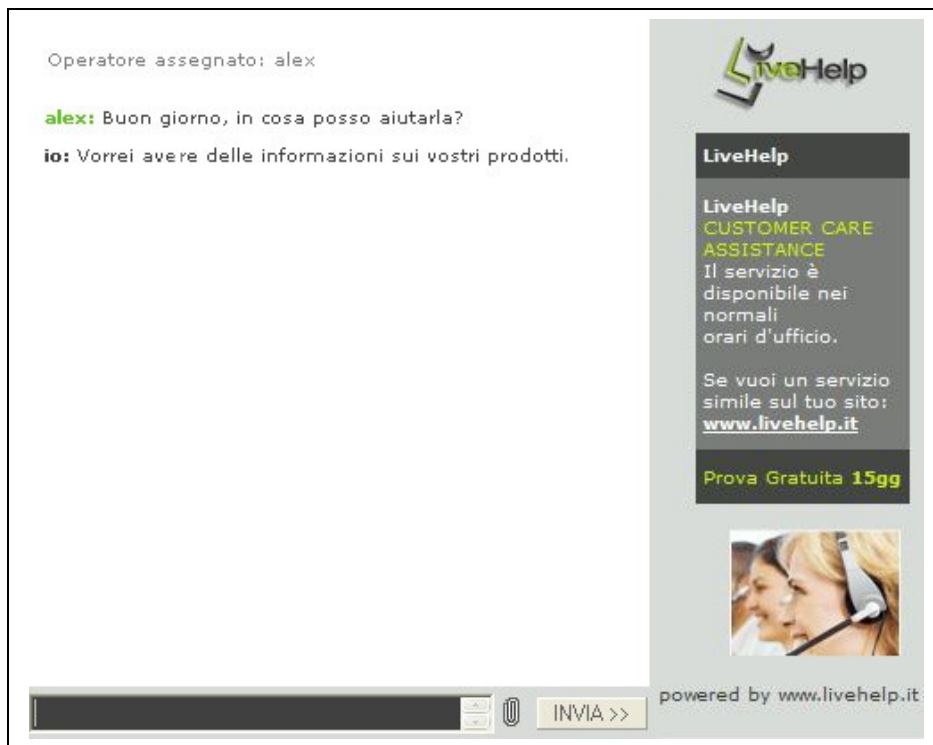 Operatore assegnato: alex
alex: Buon giorno, in cosa posso aiutarla?
io: Vorrei avere delle informazioni sui vostri prodotti.
INVIA >>
LiveHelp
LiveHelp
LiveHelp
CUSTOMER CARE
ASSISTANCE
Il servizio è
disponibile nei
normali
orari d'ufficio.
Se vuoi un servizio
simile sul tuo sito:
www.livehelp.it
Prova Gratuita 15gg
powered by www.livehelp.it